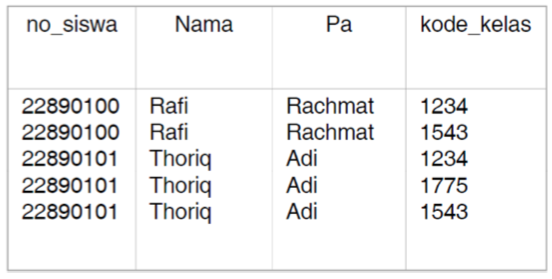 no_siswa Nama Pa kode_kelas
22890100 Rafi Rachmat 1234
22890100 Rafi Rachmat 1543
22890101 Thoriq Adi 1234
22890101 Thoriq Adi 1775
22890101 Thoriq Adi 1543